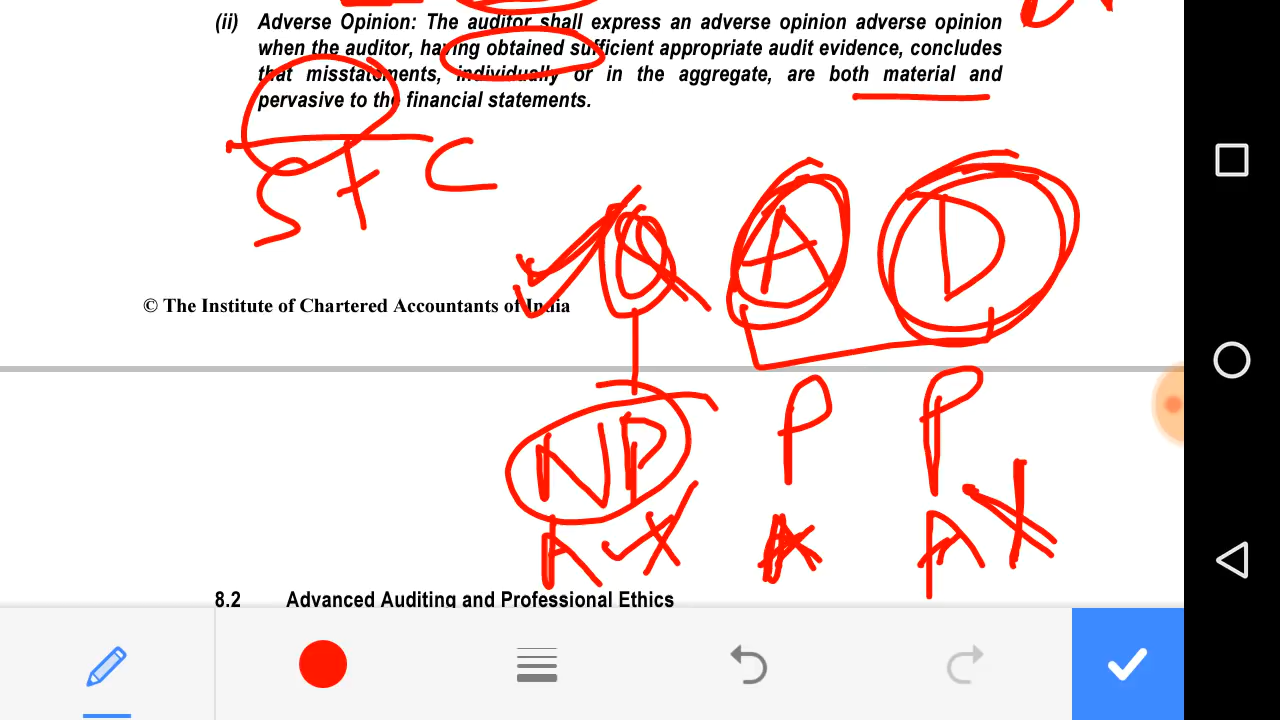 (ii) Adverse Opinion: The auditor shall express an adverse opinion adverse opinion
when the auditor, having obtained sufficient appropriate audit evidence, concludes
that misstatements, individually or in the aggregate, are both material and
pervasive to the financial statements.
Q A D
© The Institute of Chartered Accountants of India
NP P P
A A A
8.2 Advanced Auditing and Professional Ethics